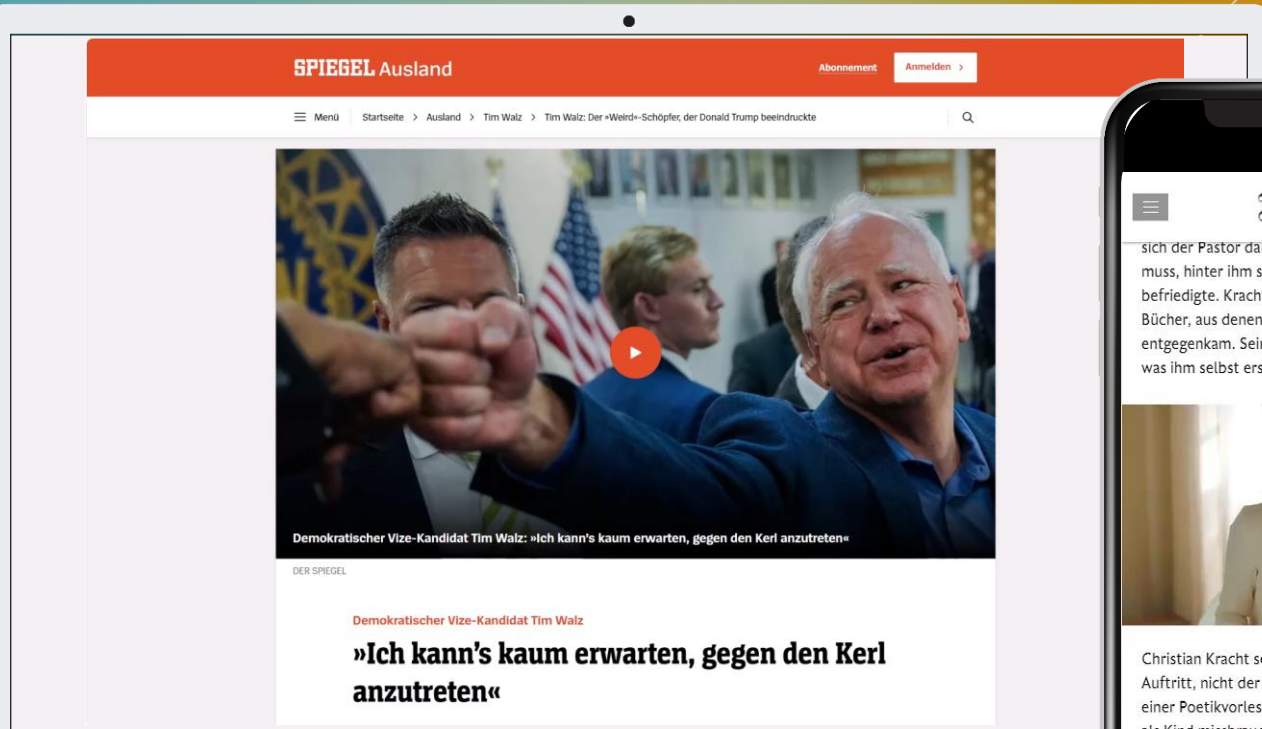 SPIEGEL Ausland
Abonnement
Anmelden >
Menü
Startseite > Ausland > Tim Walz > Tim Walz: Der »Weird«-Schöpfer, der Donald Trump beeindruckte
Demokratischer Vize-Kandidat Tim Walz: »Ich kann's kaum erwarten, gegen den Kerl anzutreten«
DER SPIEGEL
Demokratischer Vize-Kandidat Tim Walz
»Ich kann's kaum erwarten, gegen den Kerl
anzutreten«
sich der Pastor da
muss, hinter ihm s
befriedigte. Krach
Bücher, aus denen
entgegenkam. Sei
was ihm selbst ers
Christian Kracht se
Auftritt, nicht der
einer Poetikvorles